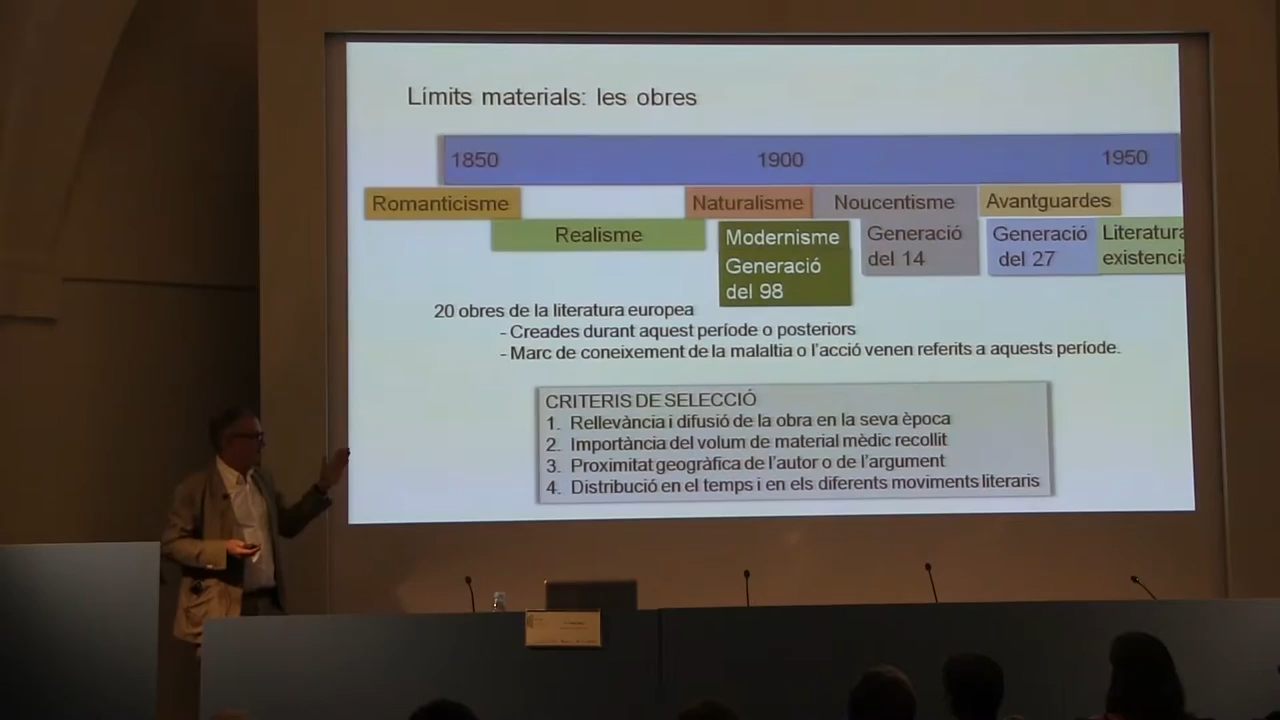 Límits materials: les obres
1850 1900 1950
Romanticisme Naturalisme Noucentisme Avantguardes
Realisme
Modernisme
Generació
del 98
Generació
del 14
Generació
del 27
Literatura
existenci
20 obres de la literatura europea
- Creades durant aquest període o posteriors
- Marc de coneixement de la malaltia o l'acció venen referits a aquests període.
CRITERIS DE SELECCIÓ
1. Rellevància i difusió de la obra en la seva època
2. Importància del volum de material mèdic recollit
3. Proximitat geogràfica de l'autor o de l'argument
4. Distribució en el temps i en els diferents moviments literaris